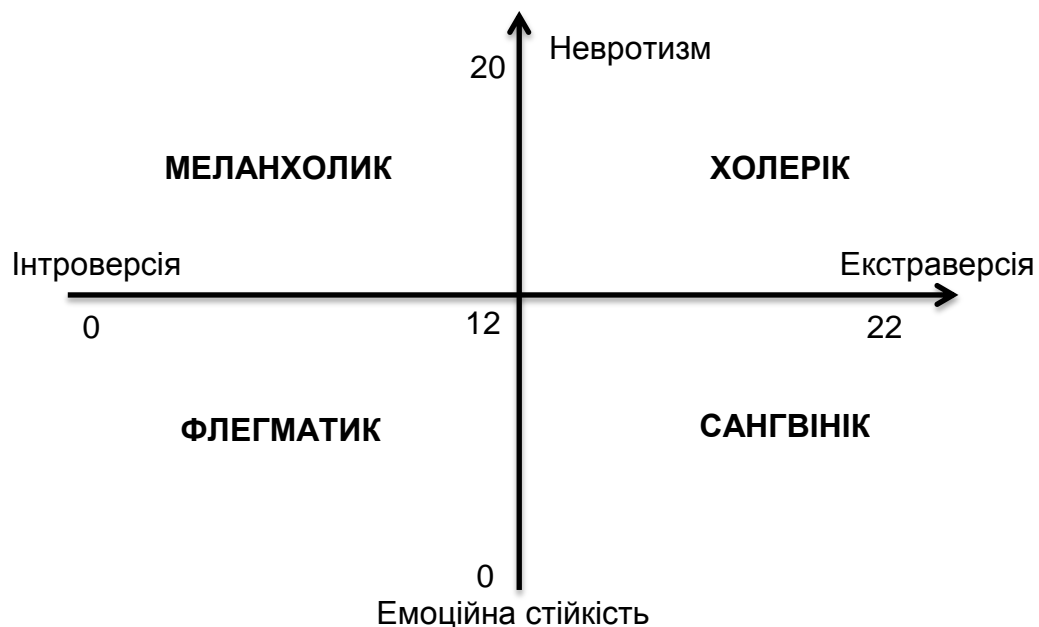 Невротизм
20
МЕЛАНХОЛИК
ХОЛЕРІК
Інтроверсія
Екстраверсія
0
12
22
ФЛЕГМАТИК
САНГВІНІК
0
Емоційна стійкість